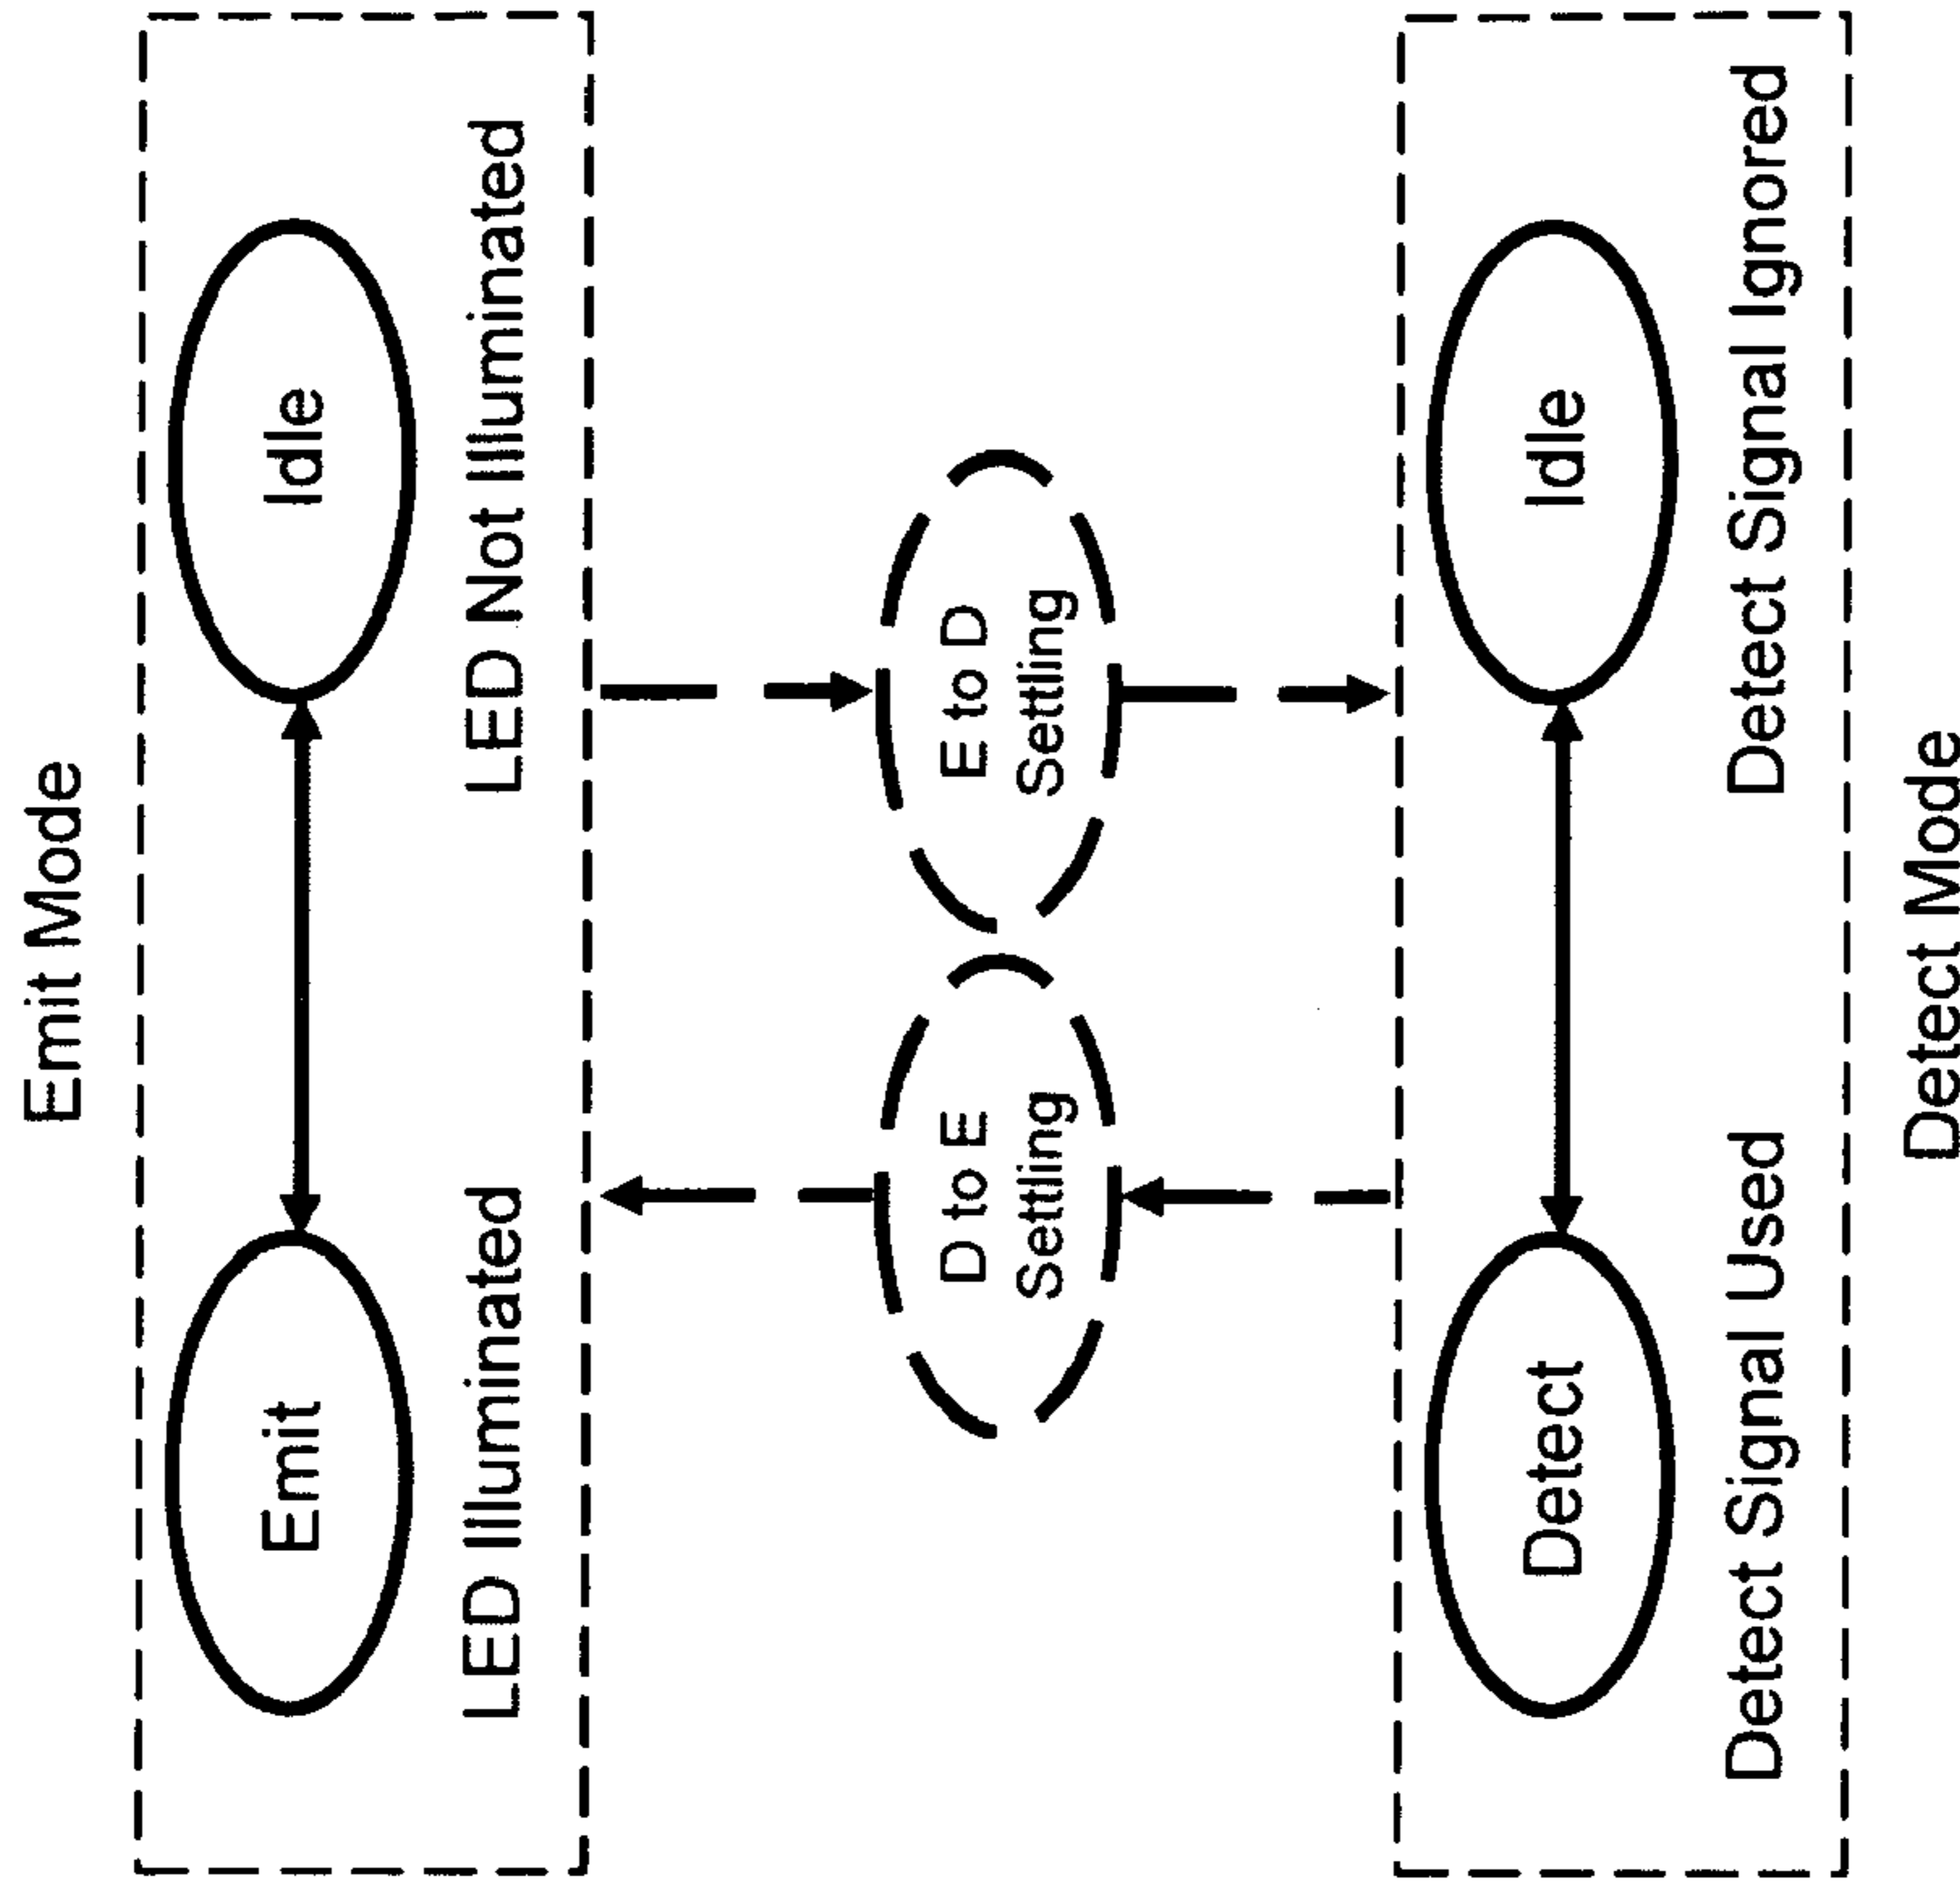 Emit Mode
Emit
Idle
LED Illuminated
LED Not Illuminated
D to E
Settling
E to D
Settling
Detect
Idle
Detect Signal Used
Detect Signal Ignored
Detect Mode